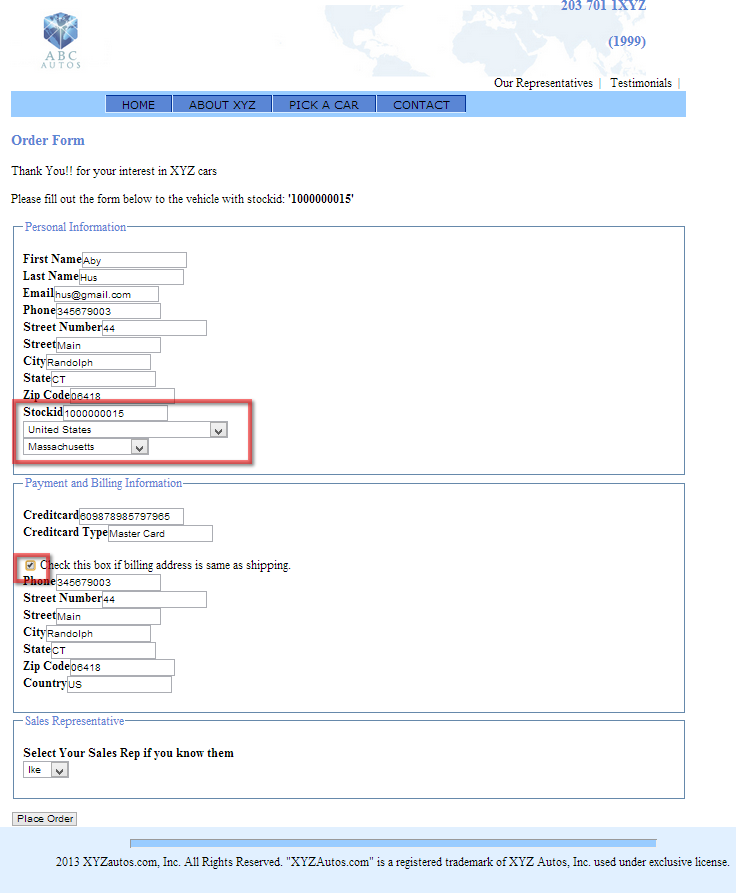 203 701 1XYZ
ABC
AUTOS
(1999)
Our Representatives | Testimonials |
HOME ABOUT XYZ PICK A CAR CONTACT
Order Form
Thank You!! for your interest in XYZ cars
Please fill out the form below to the vehicle with stockid: '1000000015'
Personal Information
First Name Aby
Last Name Hus
Email hus@gmail.com
Phone 345679003
Street Number 44
Street Main
City Randolph
State CT
Zip Code 06418
Stockid 1000000015
United States
Massachusetts
Payment and Billing Information
Creditcard 609878985797965
Creditcard Type Master Card
Check this box if billing address is same as shipping.
Phone 345679003
Street Number 44
Street Main
City Randolph
State CT
Zip Code 06418
Country US
Sales Representative
Select Your Sales Rep if you know them
Ike
Place Order
2013 XYZautos.com, Inc. All Rights Reserved. "XYZAutos.com" is a registered trademark of XYZ Autos, Inc. used under exclusive license.